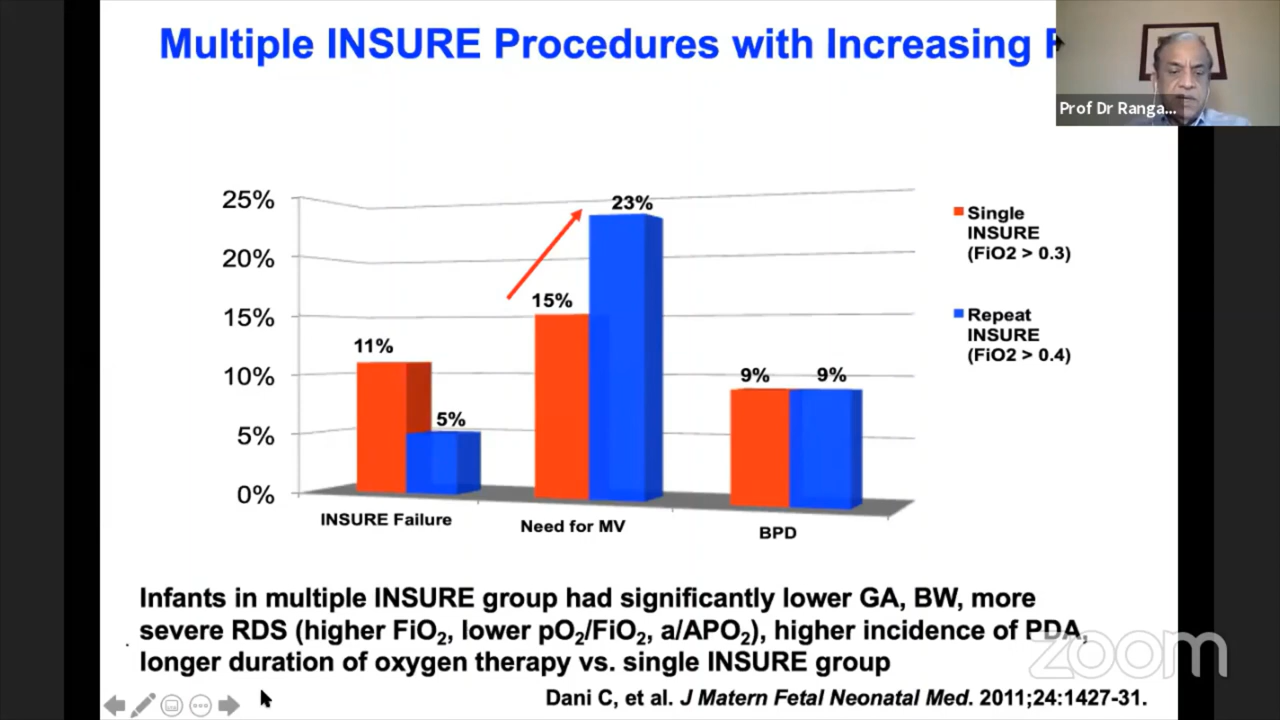 Multiple INSURE Procedures with Increasing
Prof Dr Ranga...
25%
20%
15%
10%
5%
0%
11%
5%
15%
23%
9%
9%
INSURE Failure
Need for MV
BPD
Single
INSURE
(FiO2 > 0.3)
Repeat
INSURE
(FiO2 > 0.4)
Infants in multiple INSURE group had significantly lower GA, BW, more
severe RDS (higher FiO₂, lower pO₂/FiO₂, a/APO₂), higher incidence of PDA,
longer duration of oxygen therapy vs. single INSURE group
zoom
Dani C, et al. J Matern Fetal Neonatal Med. 2011;24:1427-31.